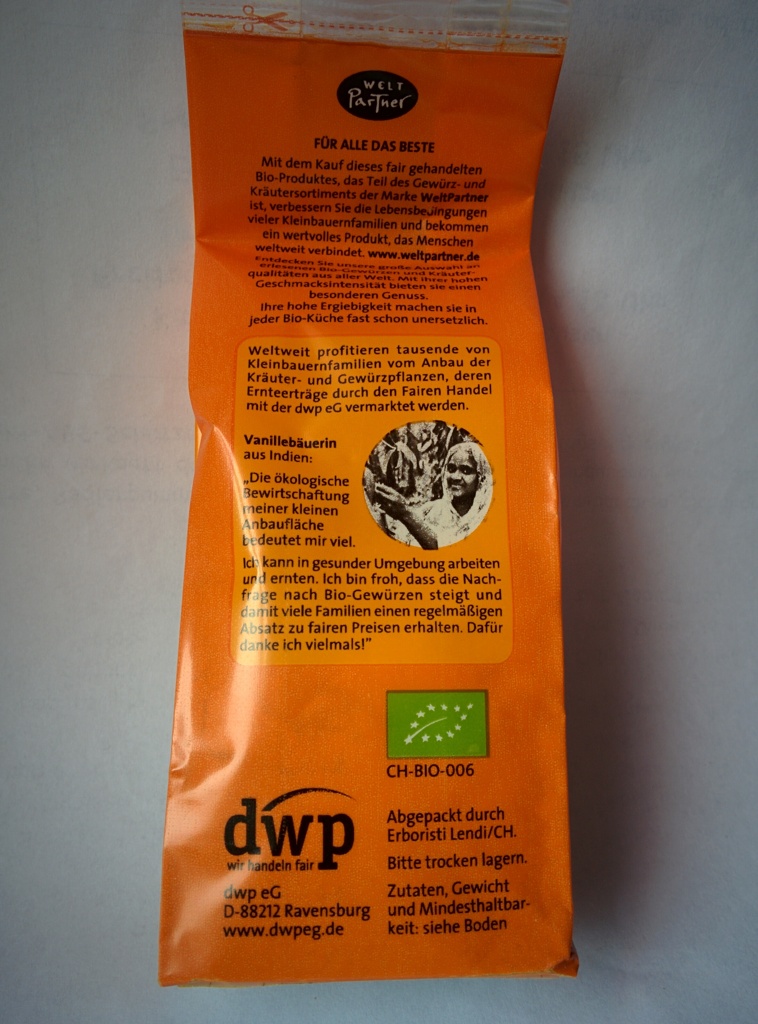 WELT
ParTner
FÜR ALLE DAS BESTE
Mit dem Kauf dieses fair gehandelten
Bio-Produktes, das Teil des Gewürz- und
Kräutersortiments der Marke WeltPartner
ist, verbessern Sie die Lebensbedingungen
vieler Kleinbauernfamilien und bekommen
ein wertvolles Produkt, das Menschen
weltweit verbindet. www.weltpartner.de
Entdecken Sie unsere große Auswahl an
erlesenen Bio-Gewürzen und Kräuter-
qualitäten aus aller Welt. Mit ihrer hohen
Geschmacksintensität bieten sie einen
besonderen Genuss.
Ihre hohe Ergiebigkeit machen sie in
jeder Bio-Küche fast schon unersetzlich.
Weltweit profitieren tausende von
Kleinbauernfamilien vom Anbau der
Kräuter- und Gewürzpflanzen, deren
Ernteerträge durch den Fairen Handel
mit der dwp eG vermarktet werden.
Vanillebäuerin
aus Indien:
„Die ökologische
Bewirtschaftung
meiner kleinen
Anbaufläche
bedeutet mir viel.
Ich kann in gesunder Umgebung arbeiten
und ernten. Ich bin froh, dass die Nach-
frage nach Bio-Gewürzen steigt und
damit viele Familien einen regelmäßigen
Absatz zu fairen Preisen erhalten. Dafür
danke ich vielmals!”
CH-BIO-006
dwp
wir handeln fair
dwp eG
D-88212 Ravensburg
www.dwpeg.de
Abgepackt durch
Erboristi Lendi/CH.
Bitte trocken lagern.
Zutaten, Gewicht
und Mindesthaltbar-
keit: siehe Boden